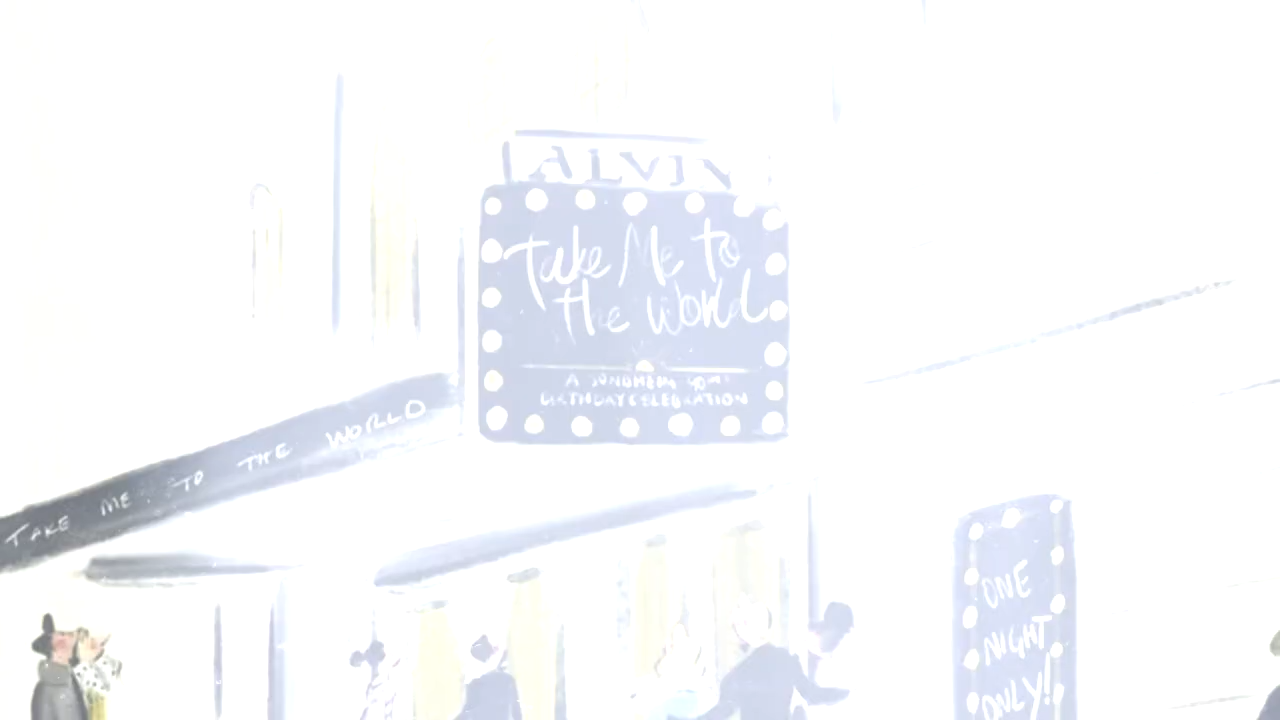 ALVIN
Take Me to
the World
A SONDHEIM 90TH
BIRTHDAY CELEBRATION
TAKE ME TO THE WORLD
ONE
NIGHT
ONLY!